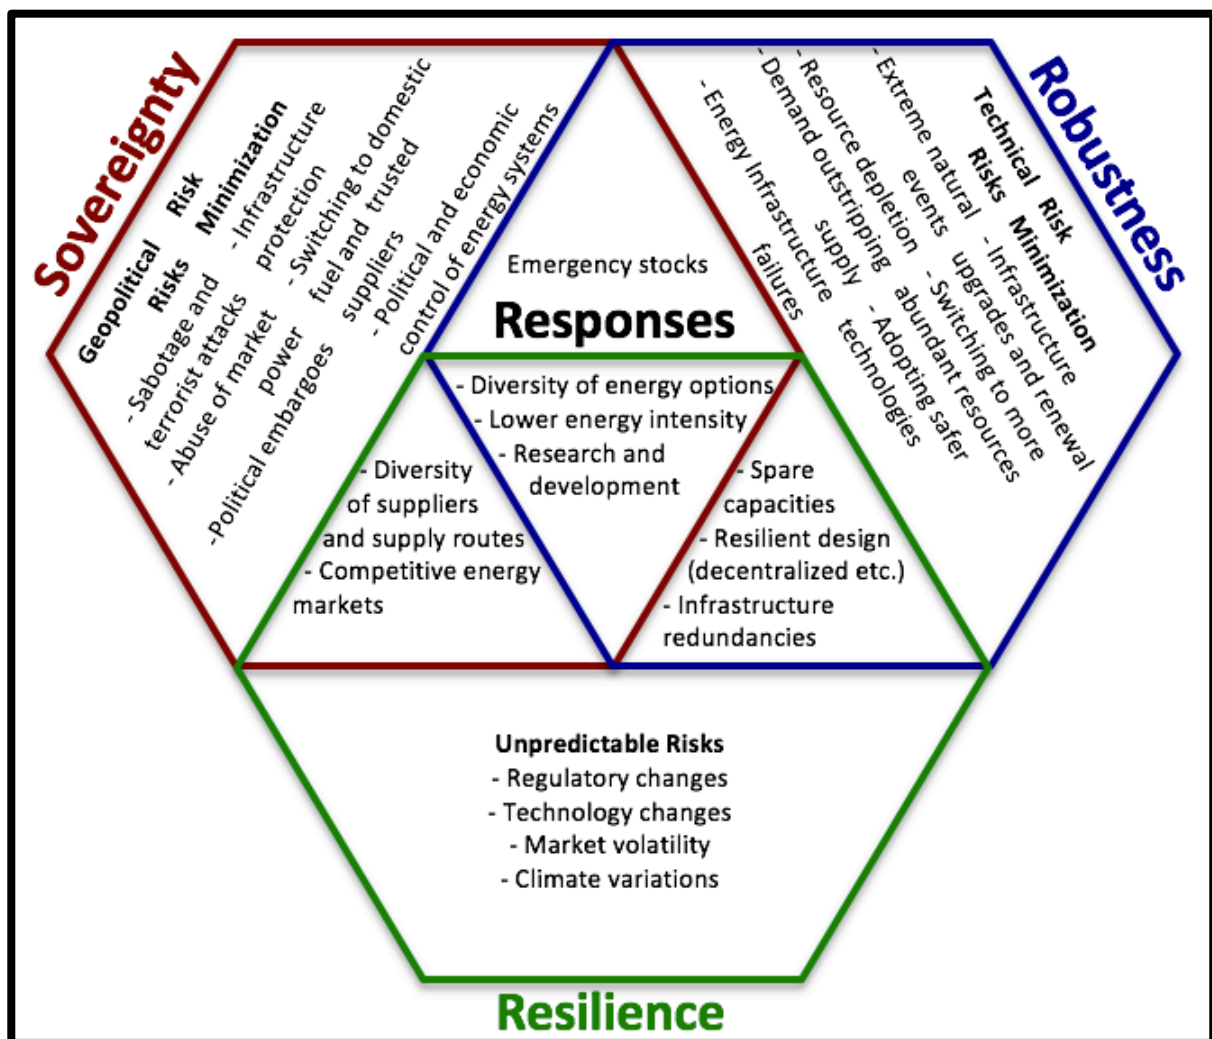 Sovereignty
Geopolitical Risk
Risks Minimization
- Sabotage and
terrorist attacks
- Abuse of market
power
-Political embargoes
- Infrastructure
protection
- Switching to domestic
fuel and trusted
suppliers
- Political and economic
control of energy systems
Robustness
Technical Risk
Risks Minimization
- Extreme natural
events
- Resource depletion
- Demand outstripping
supply
- Energy Infrastructure
failures
- Infrastructure
upgrades and renewal
- Switching to more
abundant resources
- Adopting safer
technologies
Emergency stocks
Responses
- Diversity of energy options
- Lower energy intensity
- Research and
development
- Diversity
of suppliers
and supply routes
- Competitive energy
markets
- Spare
capacities
- Resilient design
(decentralized etc.)
- Infrastructure
redundancies
Unpredictable Risks
- Regulatory changes
- Technology changes
- Market volatility
- Climate variations
Resilience